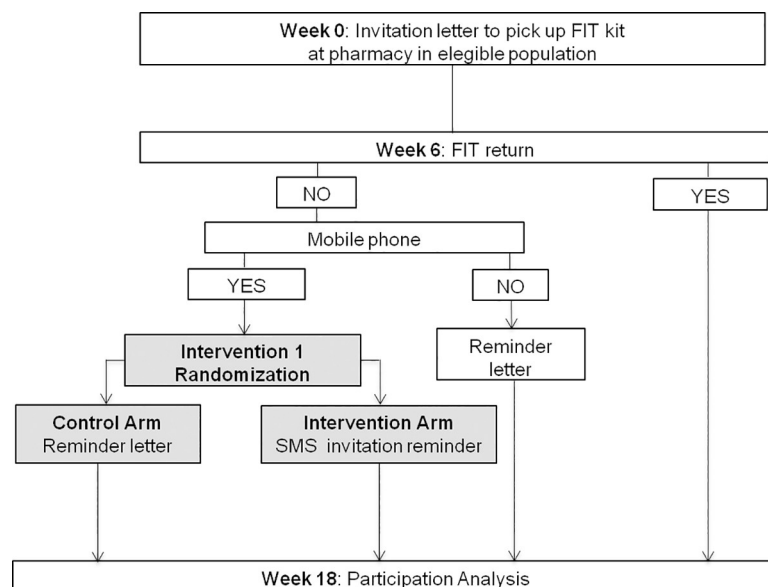 Week 0: Invitation letter to pick up FIT kit
at pharmacy in elegible population
Week 6: FIT return
NO
YES
Mobile phone
YES
NO
Intervention 1
Randomization
Reminder
letter
Control Arm
Reminder letter
Intervention Arm
SMS invitation reminder
Week 18: Participation Analysis